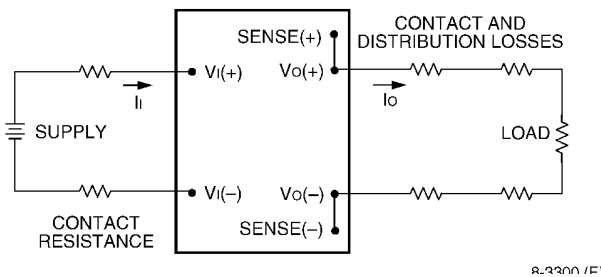 CONTACT AND
DISTRIBUTION LOSSES
SENSE(+)
VI(+)
VO(+)
II
IO
SUPPLY
LOAD
VI(–)
VO(–)
CONTACT
RESISTANCE
SENSE(–)